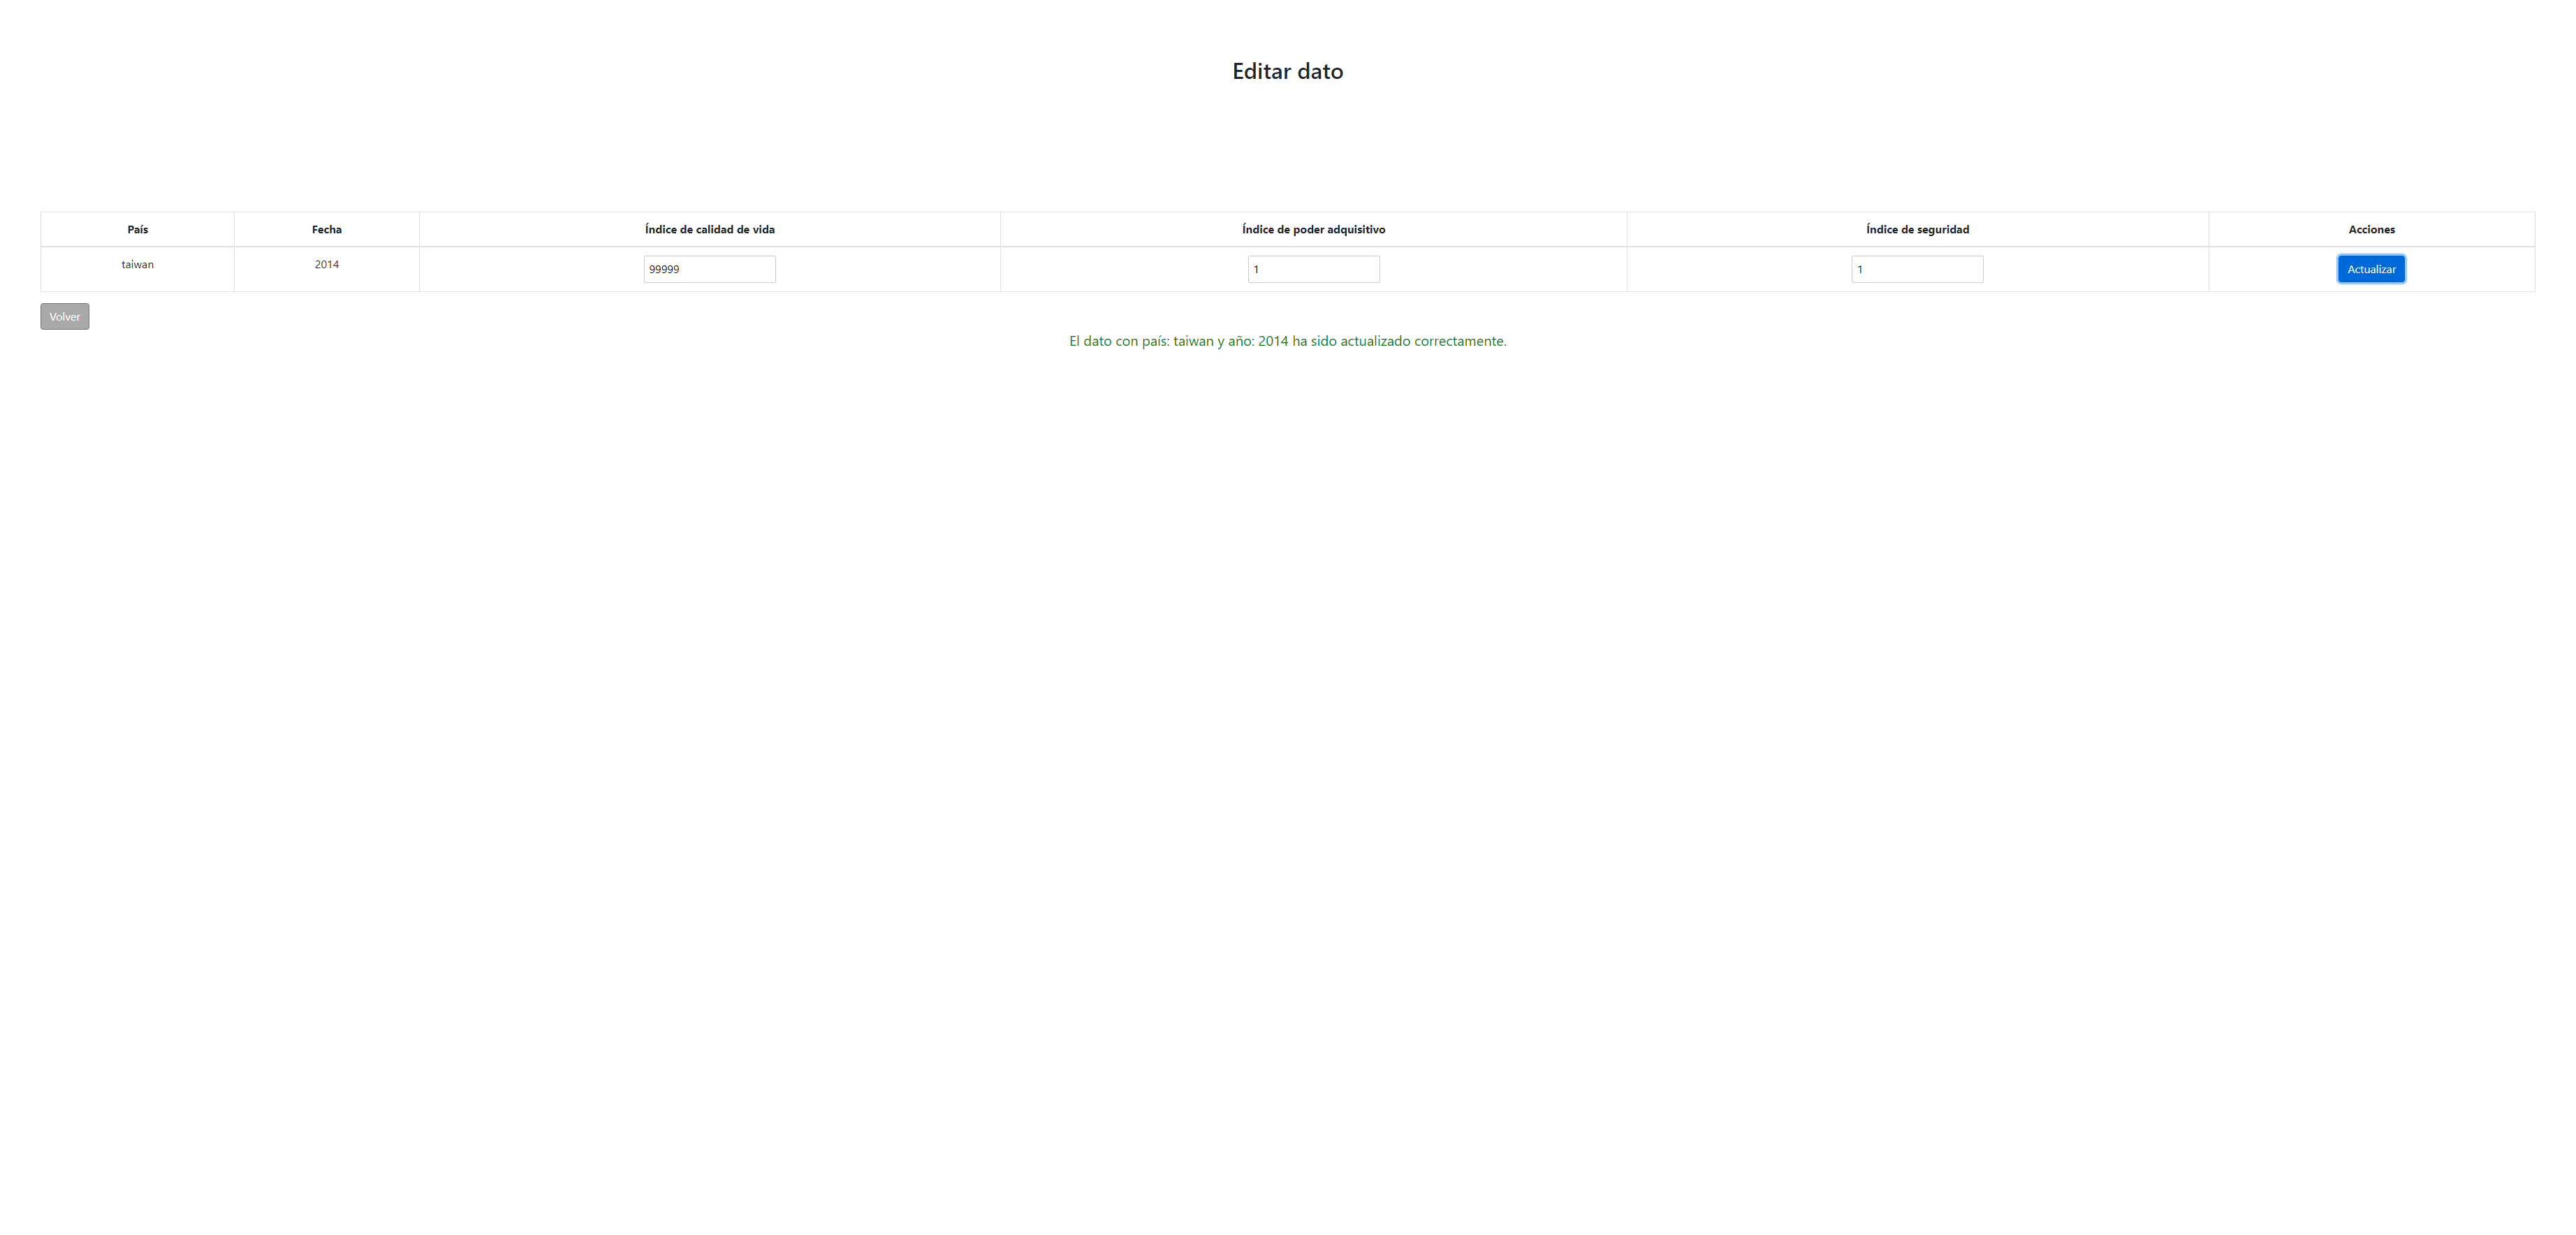 Editar dato
País Fecha Índice de calidad de vida Índice de poder adquisitivo Índice de seguridad Acciones
taiwan 2014 99999 1 1 Actualizar
Volver
El dato con país: taiwan y año: 2014 ha sido actualizado correctamente.